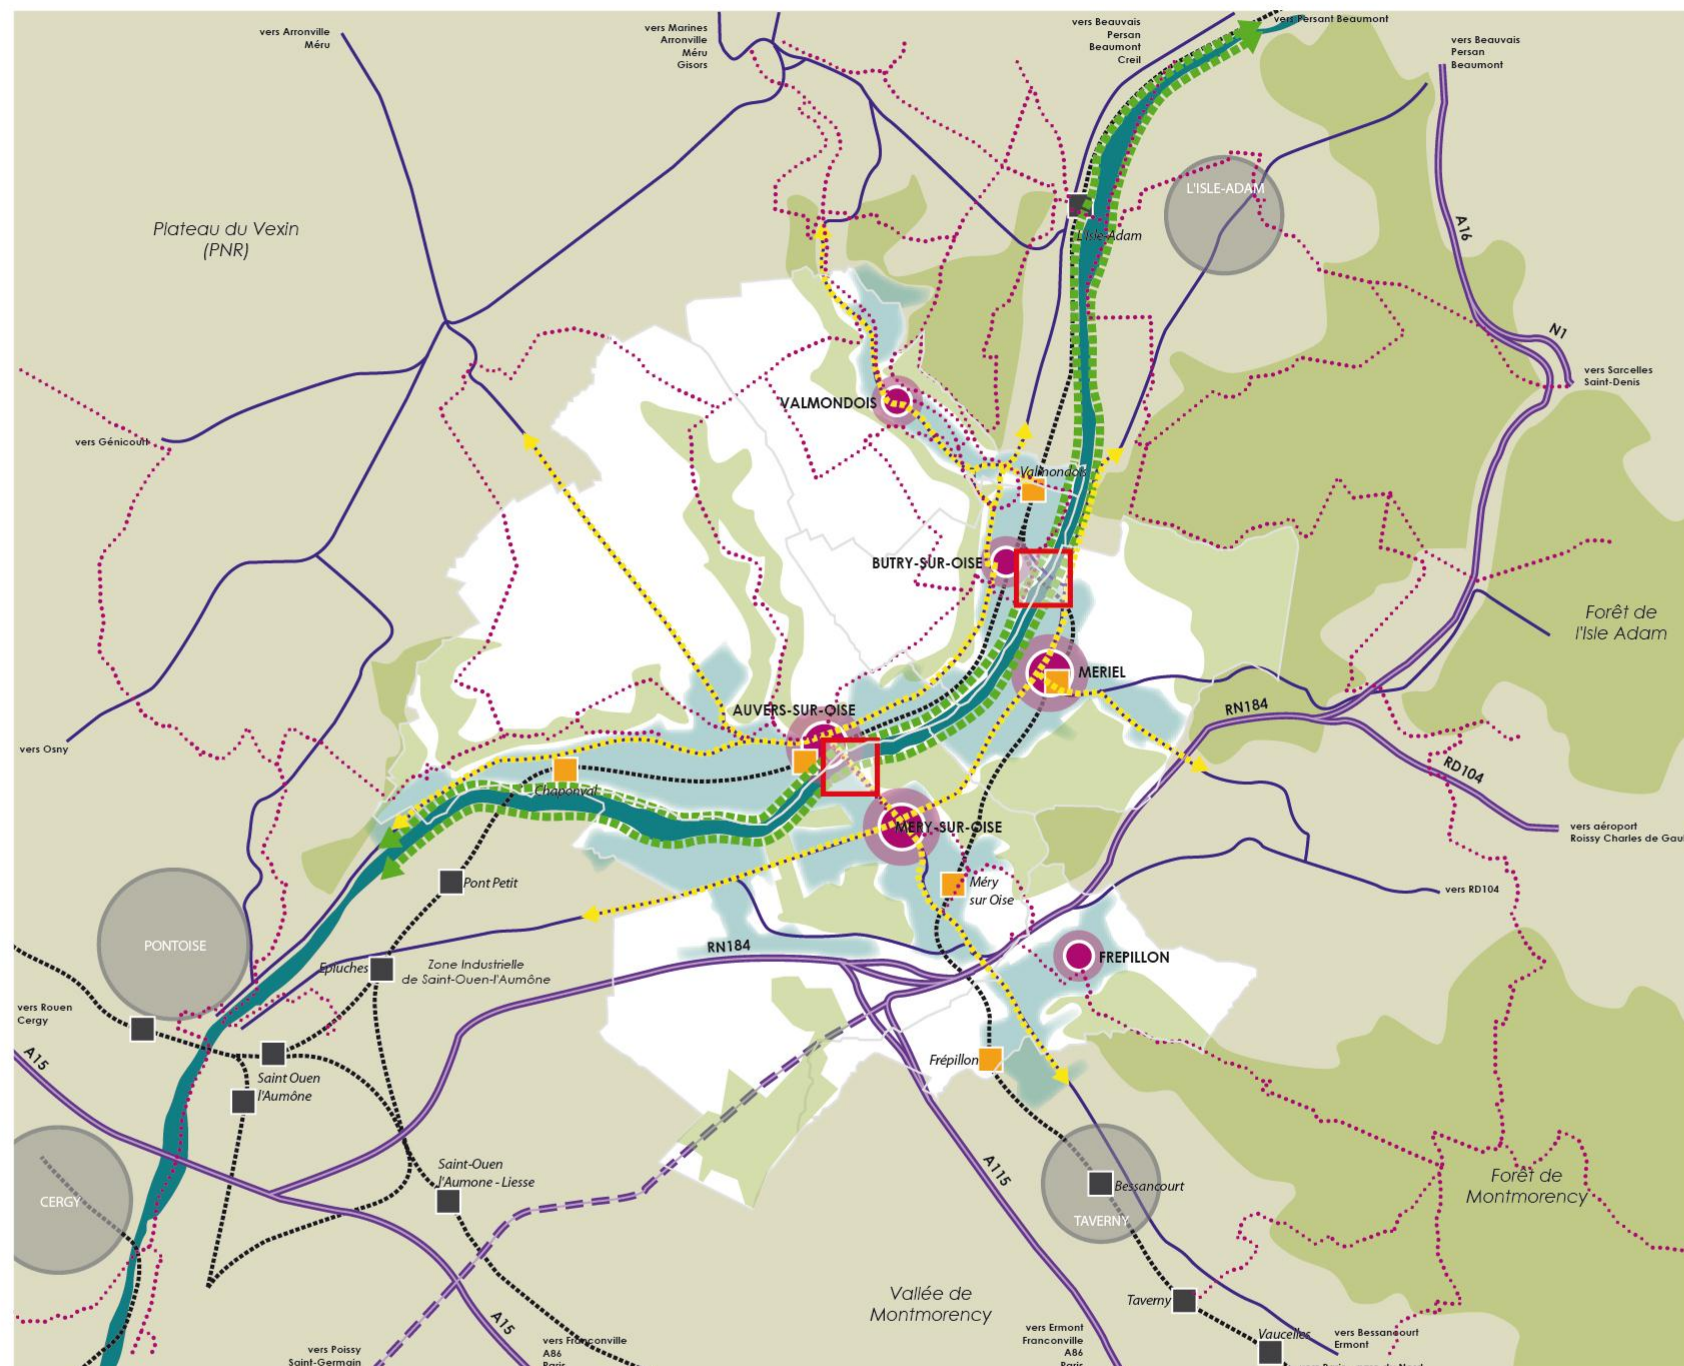 vers Arronville
Méru
vers Marines
Arronville
Méru
Gisors
vers Beauvais
Persan
Beaumont
Creil
vers Persant Beaumont
vers Beauvais
Persan
Beaumont
Plateau du Vexin
(PNR)
L'ISLE-ADAM
L'Isle-Adam
A16
N1
vers Sarcelles
Saint-Denis
VALMONDOIS
vers Génicourt
Valmondois
BUTRY-SUR-OISE
Forêt de
l'Isle Adam
MERIEL
AUVERS-SUR-OISE
RN184
vers Osny
RD104
Chaponval
MERY-SUR-OISE
vers aéroport
Roissy Charles de Gau
Pont Petit
Méry
sur Oise
vers RD104
PONTOISE
RN184
FREPILLON
Epluches
Zone Industrielle
de Saint-Ouen-l'Aumône
vers Rouen
Cergy
A15
Frépillon
Saint Ouen
l'Aumône
Saint-Ouen
l'Aumone - Liesse
A115
Bessancourt
Forêt de
Montmorency
CERGY
TAVERNY
Vallée de
Montmorency
Taverny
A15
vers Franconville
A86
Paris
vers Poissy
Saint-Germain
vers Ermont
Franconville
A86
Paris
Vaucelles
vers Bessancourt
Ermont